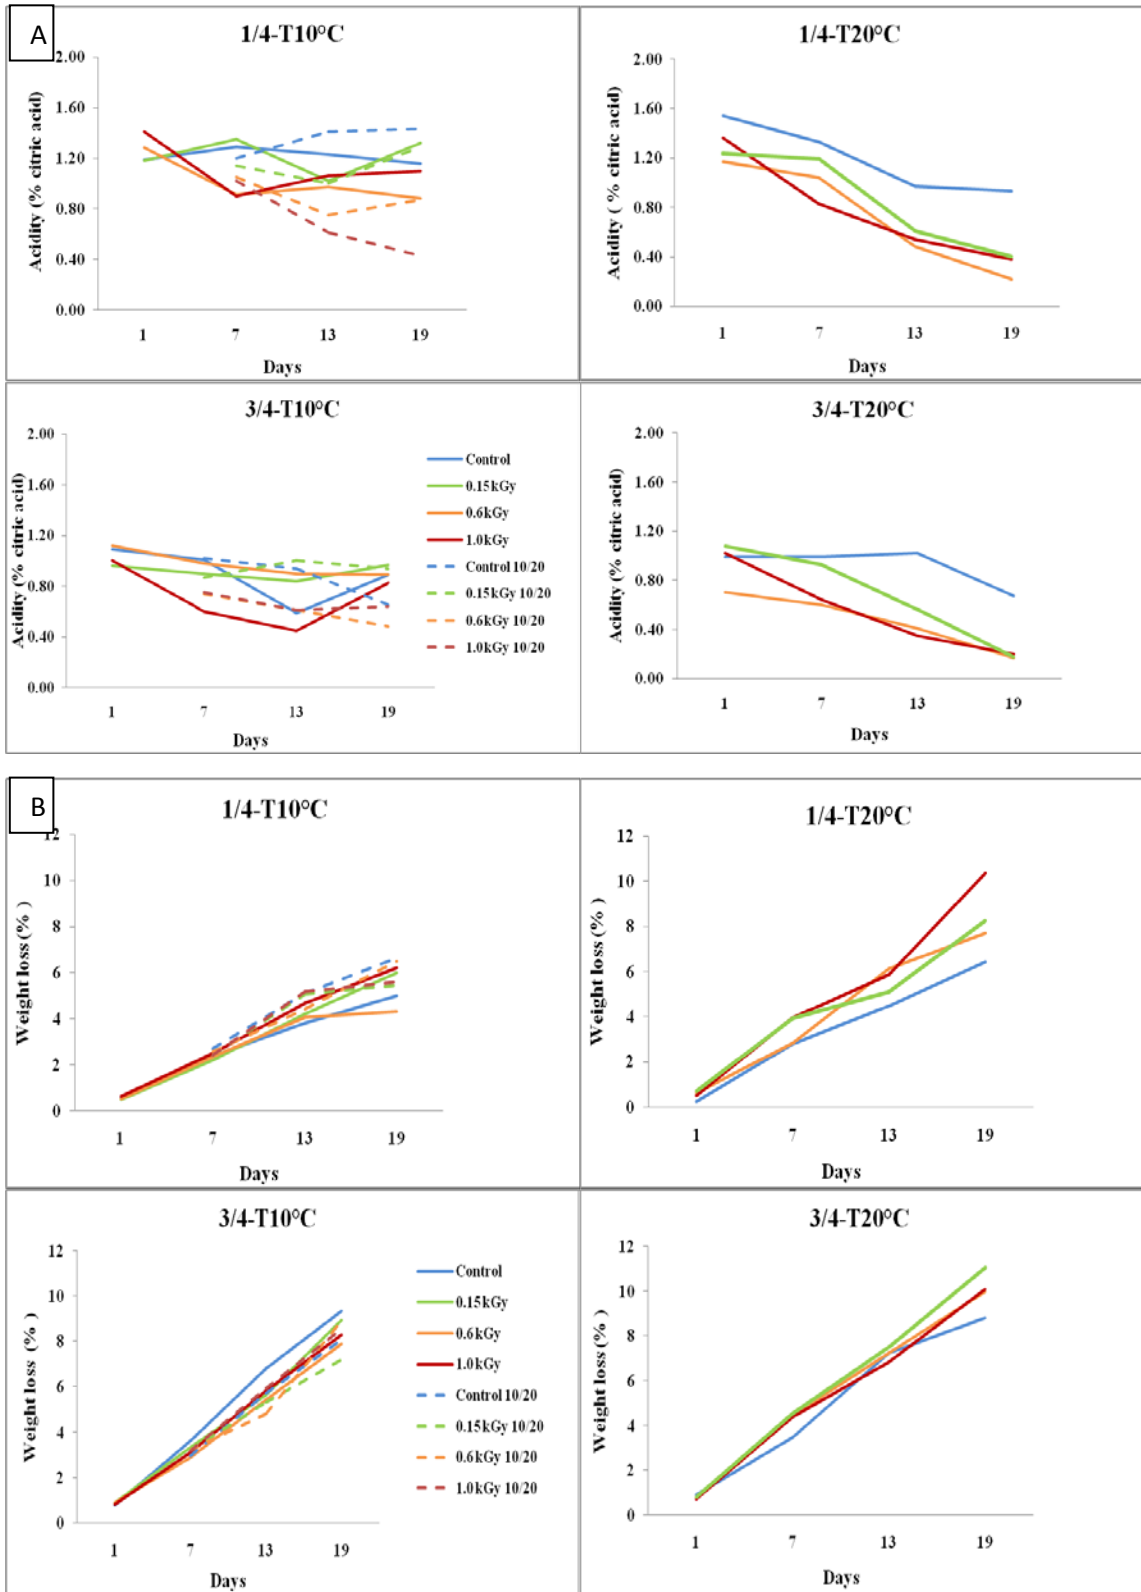 A
1/4-T10°C
2.00
1.60
1.20
0.80
0.40
0.00
Acidity (% citric acid)
1 7 13 19
Days
1/4-T20°C
2.00
1.60
1.20
0.80
0.40
0.00
Acidity ( % citric acid)
1 7 13 19
Days
3/4-T10°C
2.00
1.60
1.20
0.80
0.40
0.00
Acidity (% citric acid)
1 7 13 19
Days
Control
0.15kGy
0.6kGy
1.0kGy
Control 10/20
0.15kGy 10/20
0.6kGy 10/20
1.0kGy 10/20
3/4-T20°C
2.00
1.60
1.20
0.80
0.40
0.00
Acidity (% citric acid)
1 7 13 19
Days
B
1/4-T10°C
12
10
8
6
4
2
0
Weight loss (% )
1 7 13 19
Days
1/4-T20°C
12
10
8
6
4
2
0
Weight loss (% )
1 7 13 19
Days
3/4-T10°C
12
10
8
6
4
2
0
Weight loss (% )
1 7 13 19
Days
Control
0.15kGy
0.6kGy
1.0kGy
Control 10/20
0.15kGy 10/20
0.6kGy 10/20
1.0kGy 10/20
3/4-T20°C
12
10
8
6
4
2
0
Weight loss (% )
1 7 13 19
Days